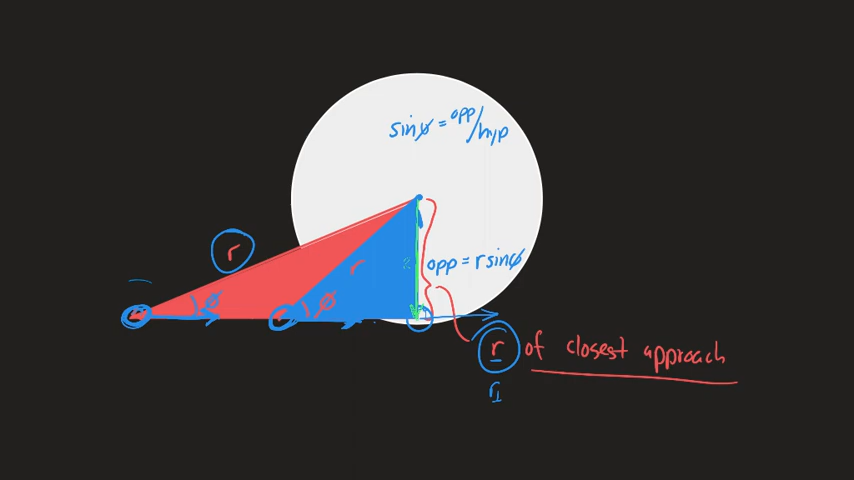 sinϕ = opp/hyp
r
r
opp = r sinϕ
ϕ
ϕ
r of closest approach
r⊥